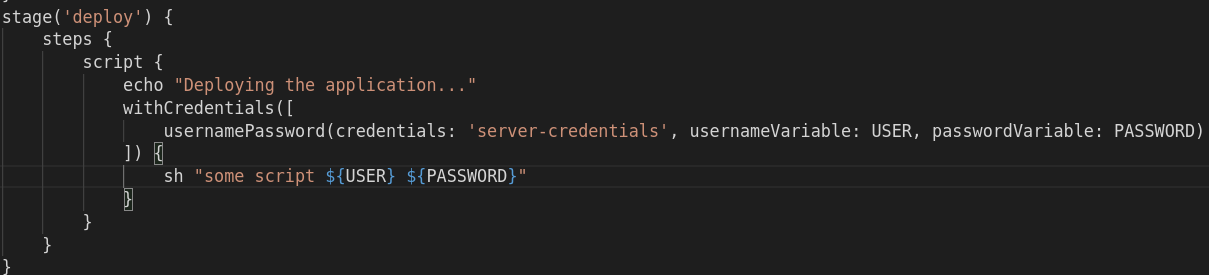 stage('deploy') {
    steps {
        script {
            echo "Deploying the application..."
            withCredentials([
                usernamePassword(credentials: 'server-credentials', usernameVariable: USER, passwordVariable: PASSWORD)
            ]) {
                sh "some script ${USER} ${PASSWORD}"
            }
        }
    }
}